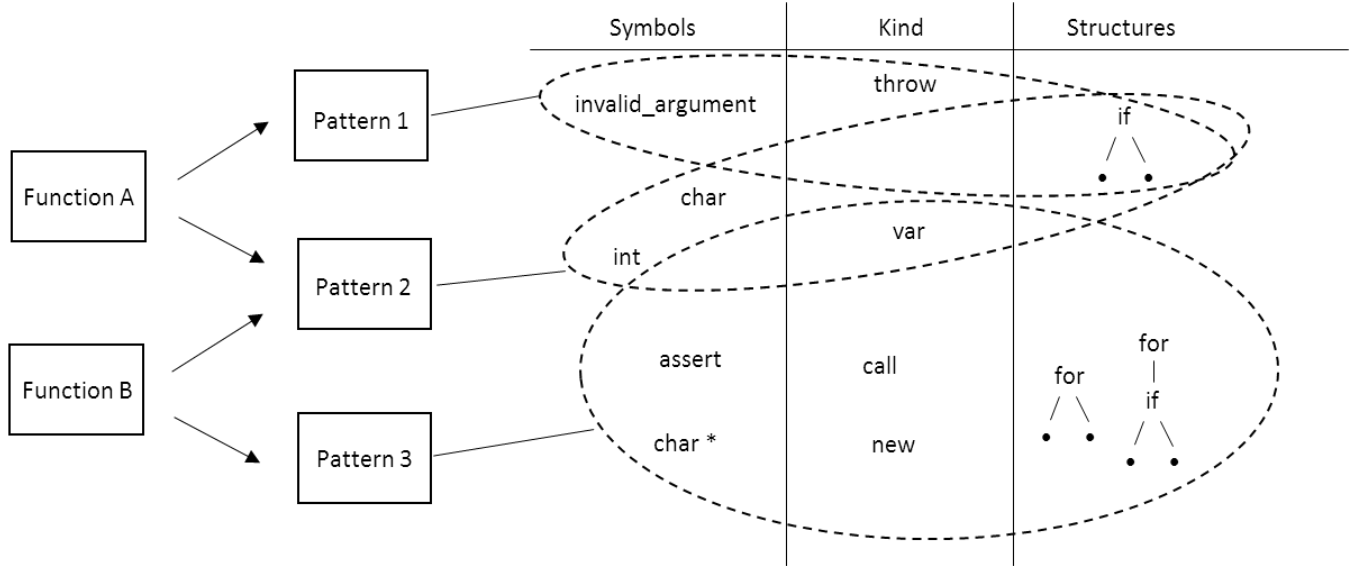 Symbols Kind Structures
throw
Pattern 1
invalid_argument
if
Function A
char
var
int
Pattern 2
for
assert
call
for
Function B
if
char *
new
Pattern 3